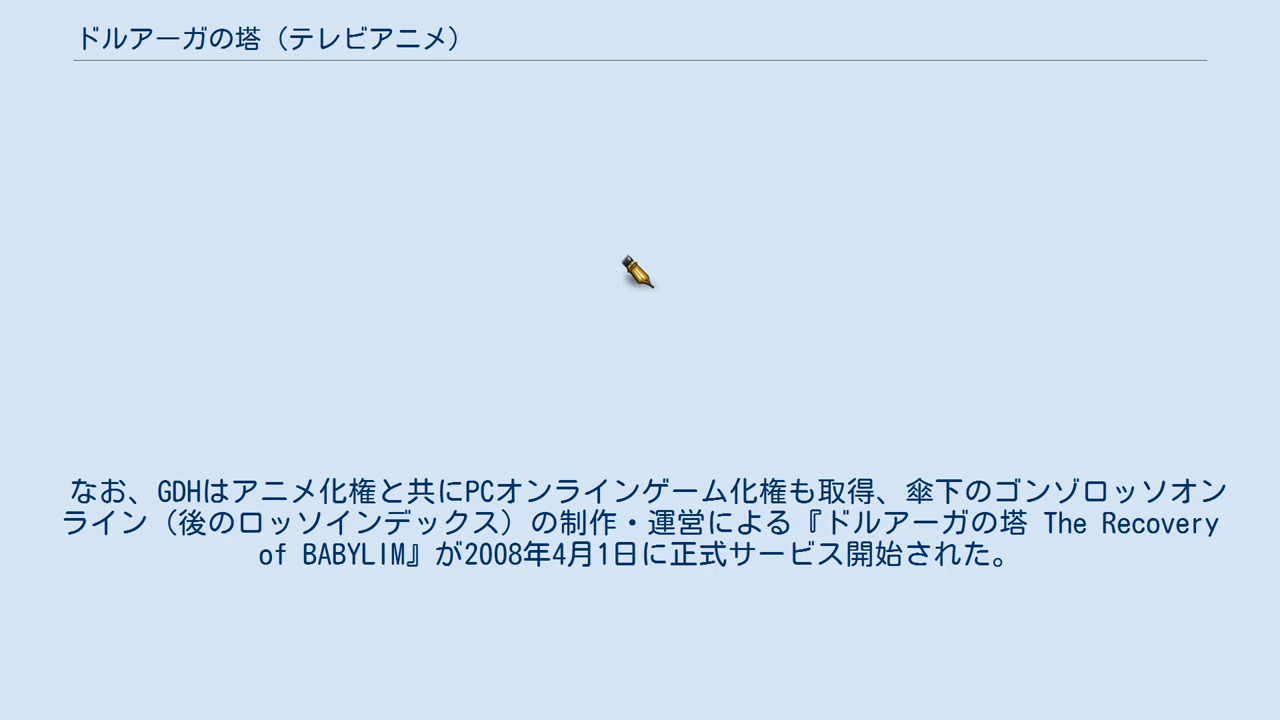 ドルアーガの塔（テレビアニメ）
なお、GDHはアニメ化権と共にPCオンラインゲーム化権も取得、傘下のゴンゾロッソオン
ライン（後のロッソインデックス）の制作・運営による『ドルアーガの塔 The Recovery
of BABYLIM』が2008年4月1日に正式サービス開始された。